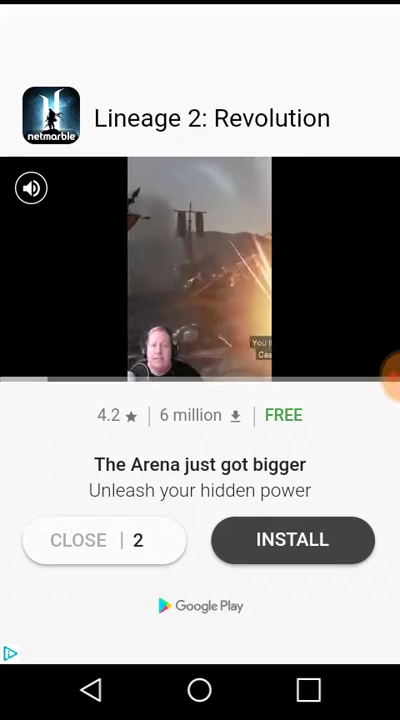 netmarble
Lineage 2: Revolution
4.2 | 6 million | FREE
The Arena just got bigger
Unleash your hidden power
CLOSE | 2
INSTALL
Google Play